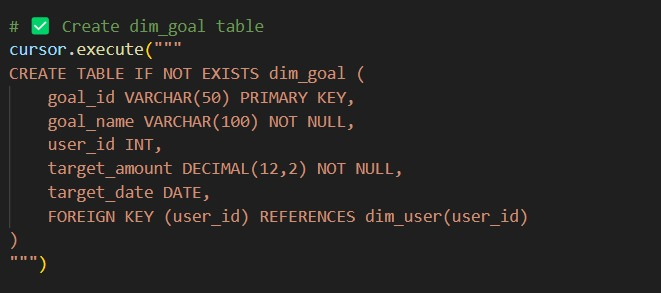 # ✅ Create dim_goal table
cursor.execute("""
CREATE TABLE IF NOT EXISTS dim_goal (
    goal_id VARCHAR(50) PRIMARY KEY,
    goal_name VARCHAR(100) NOT NULL,
    user_id INT,
    target_amount DECIMAL(12,2) NOT NULL,
    target_date DATE,
    FOREIGN KEY (user_id) REFERENCES dim_user(user_id)
)
""")